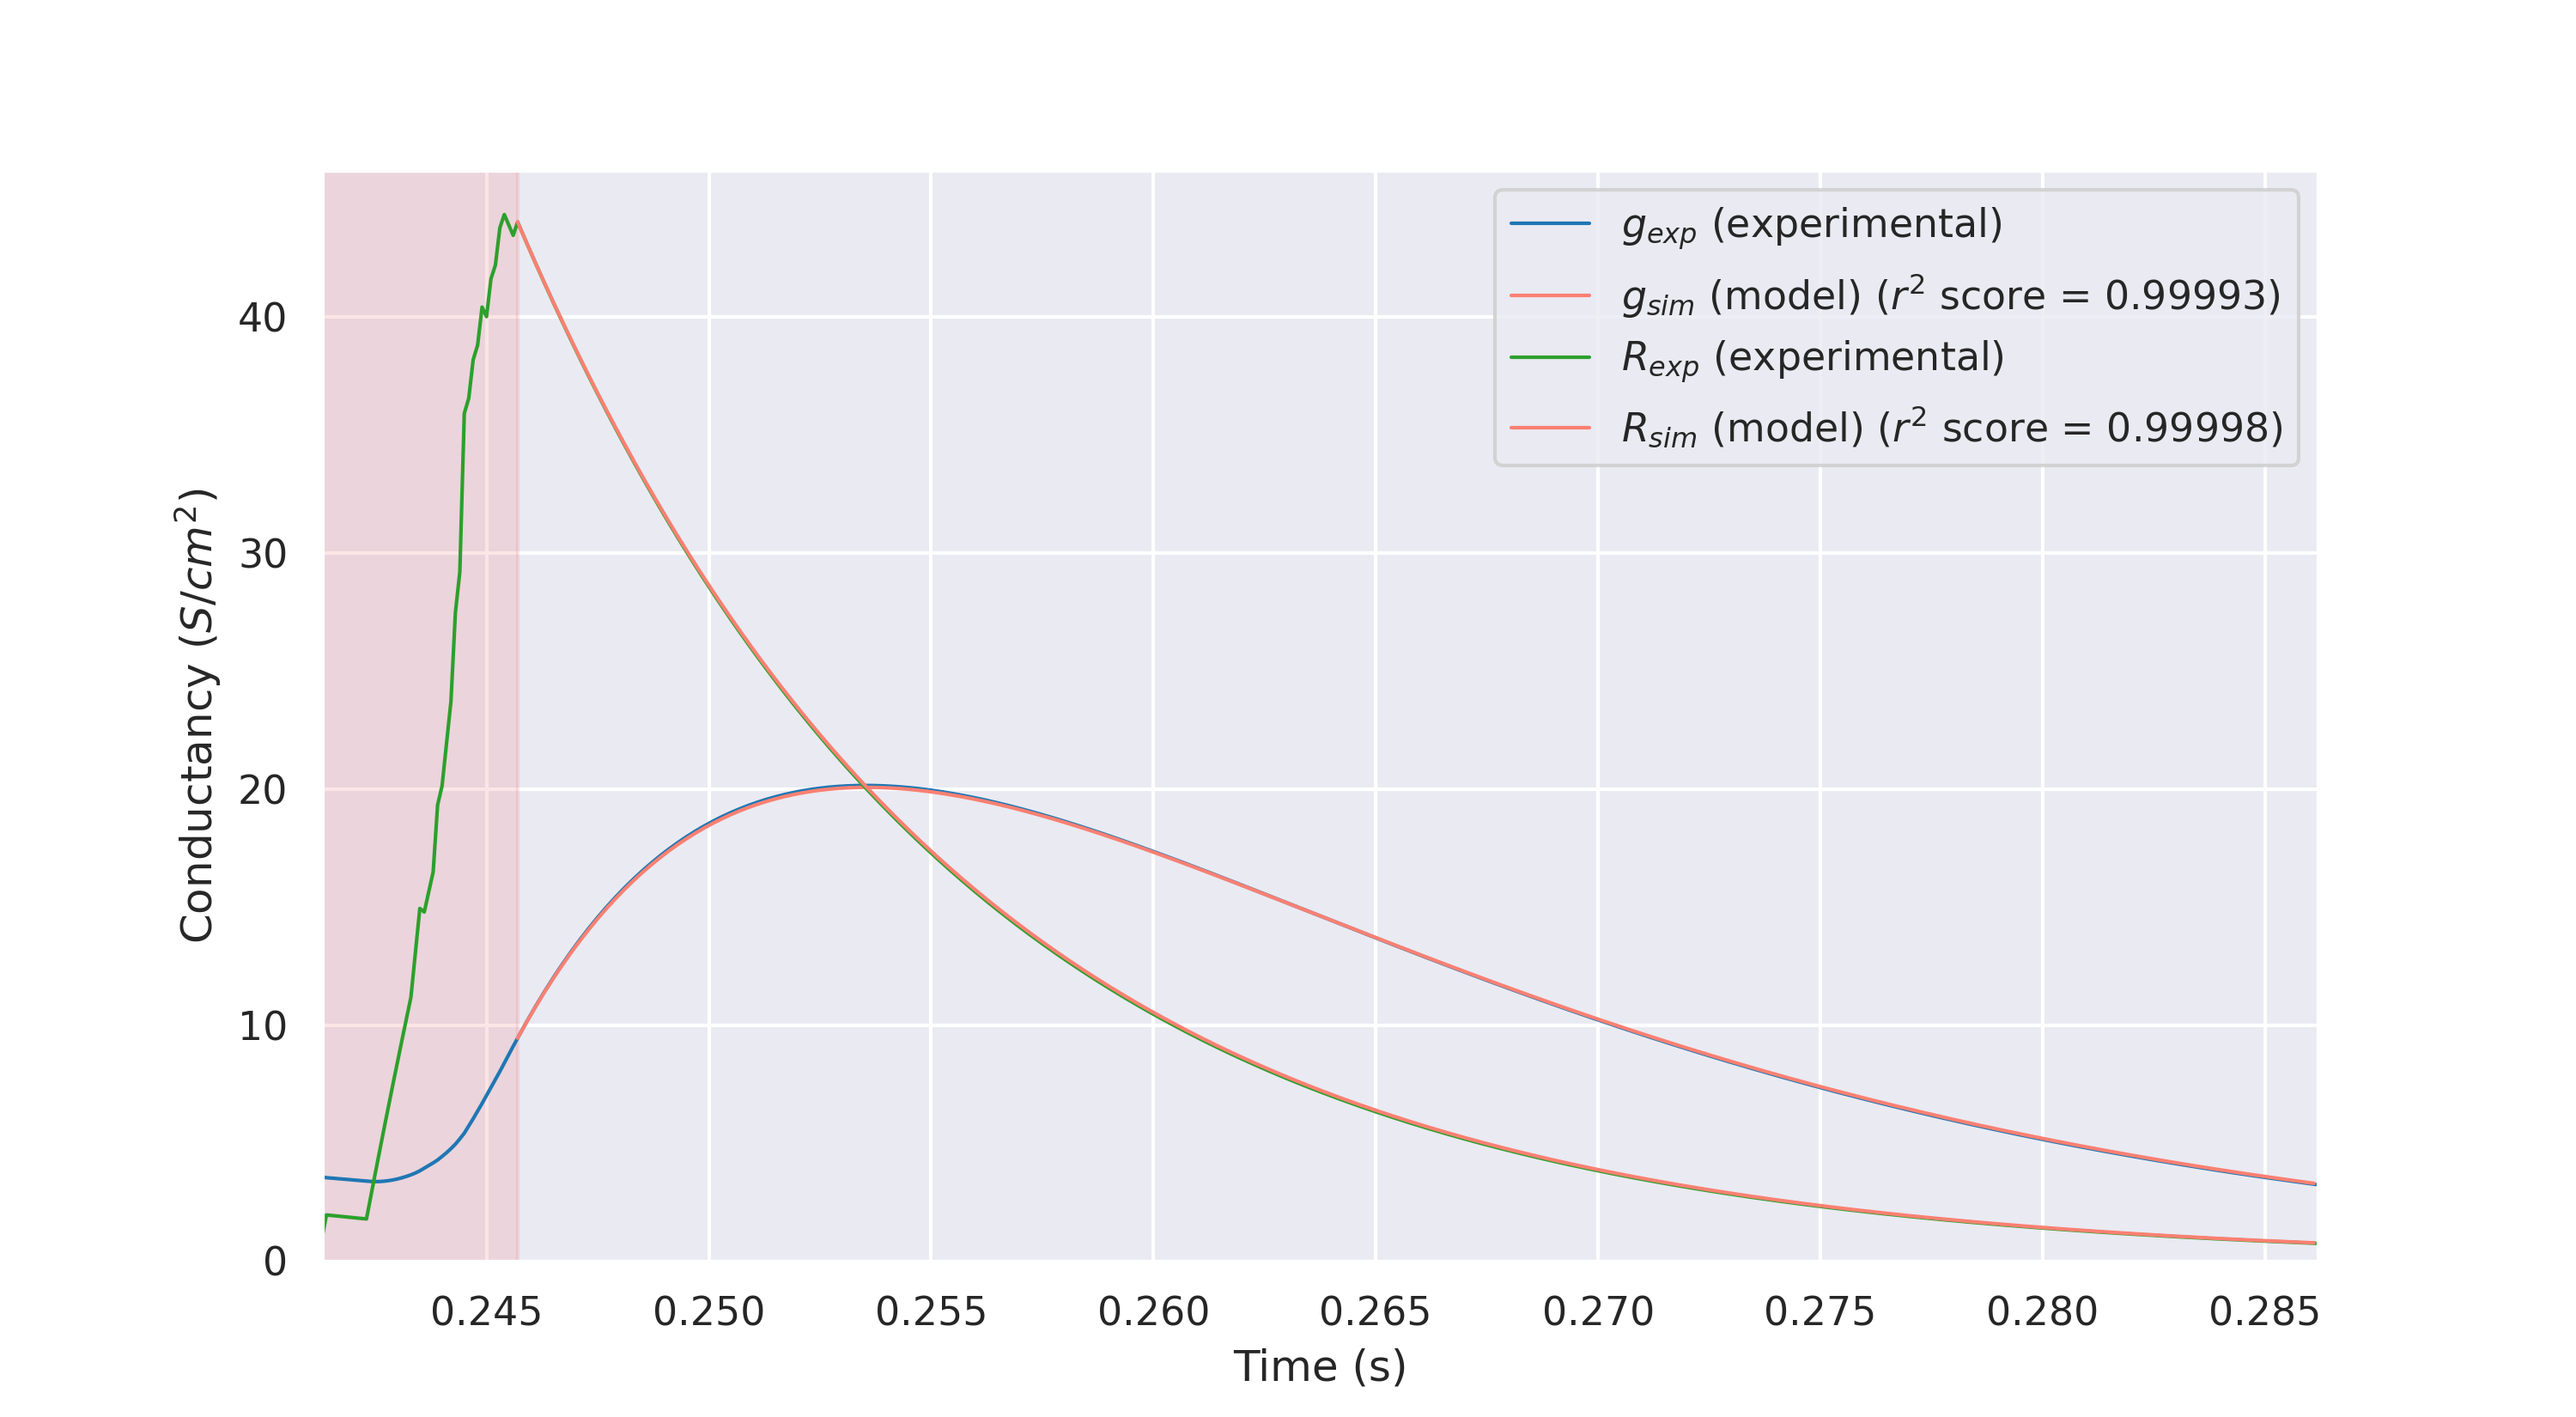 g_exp (experimental)
g_sim (model) (r² score = 0.99993)
R_exp (experimental)
R_sim (model) (r² score = 0.99998)
Conductancy (S/cm²)
40
30
20
10
0
0.245 0.250 0.255 0.260 0.265 0.270 0.275 0.280 0.285
Time (s)